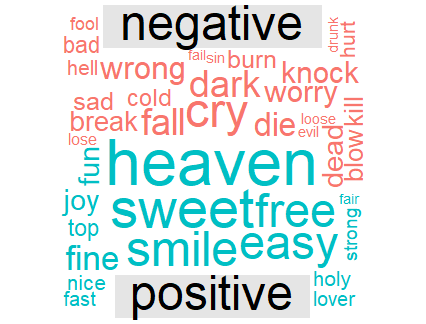 negative
fool
drunk
hurt
bad
fail
sin
burn
hell
wrong
dark
knock
sad
cold
cry
worry
kill
break
fall
die
loose
evil
dead
blow
lose
fun
heaven
joy
sweet
free
fair
top
strong
smile
easy
fine
nice
holy
fast
positive
lover